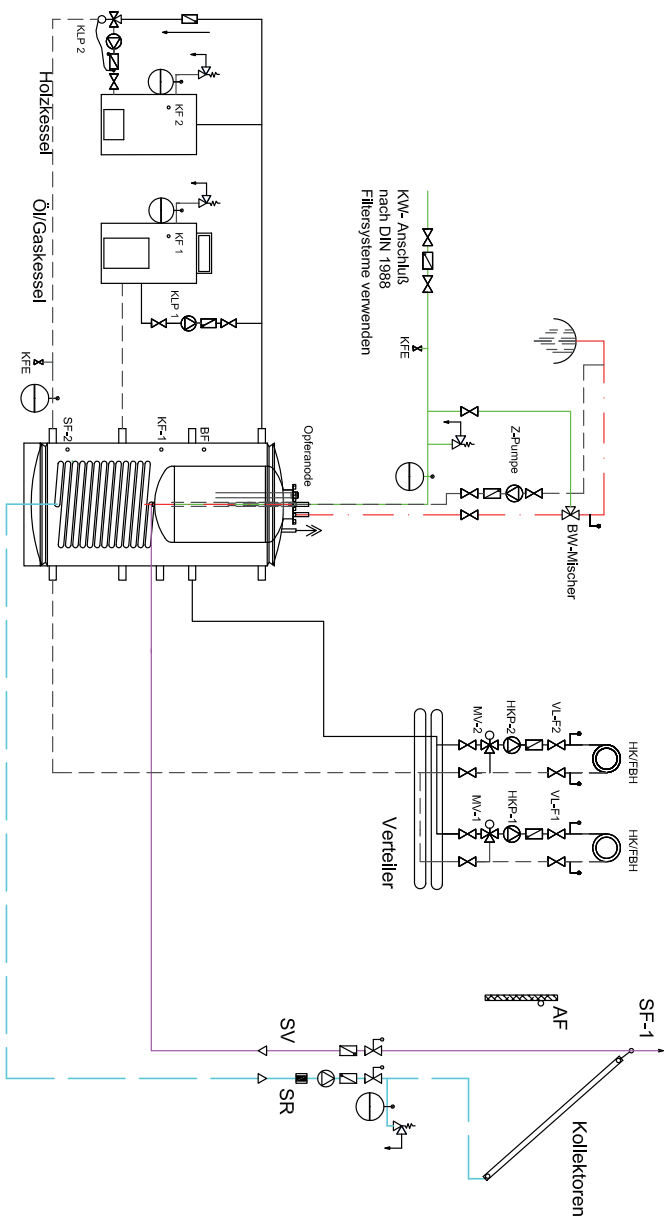 SF-1
AF
Kollektoren
SV
SR
HK/FBH
HK/FBH
VL-F2
HKP-2
MV-2
VL-F1
HKP-1
MV-1
Verteiler
BW-Mischer
Z-Pumpe
KW- Anschluß
nach DIN 1988
Filtersysteme verwenden
KFE
Opferanode
BF
KF-1
SF-2
KLP 2
KF 2
Holzkessel
KF 1
KLP 1
Öl/Gaskessel
KFE